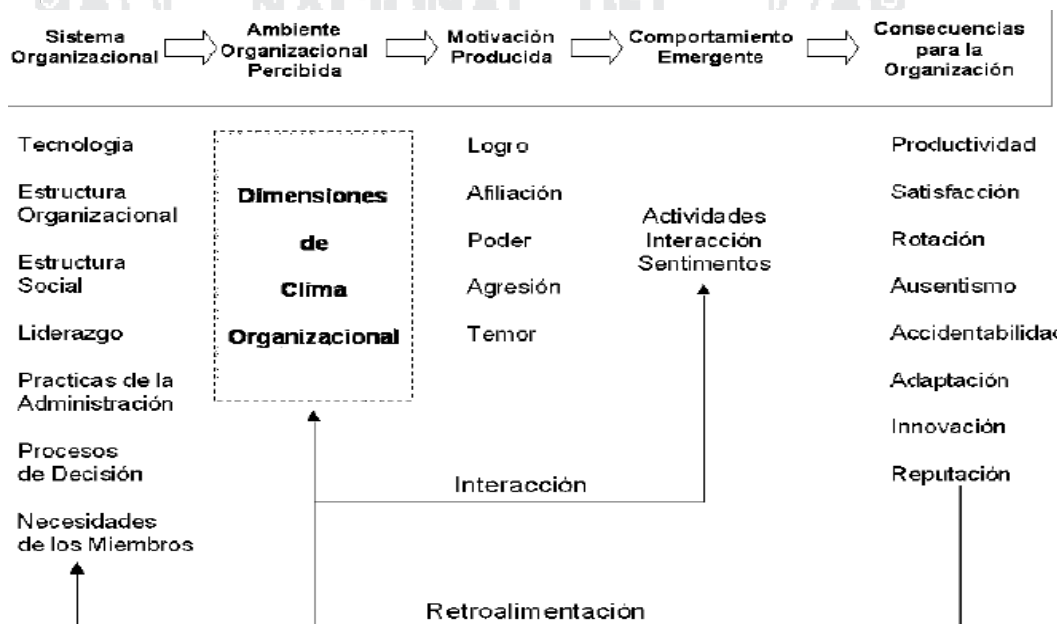 Sistema
Organizacional
Ambiente
Organizacional
Percibida
Motivación
Producida
Comportamiento
Emergente
Consecuencias
para la
Organización
Tecnologia
Estructura
Organizacional
Estructura
Social
Liderazgo
Practicas de la
Administración
Procesos
de Decisión
Necesidades
de los Miembros
Dimensiones
de
Clima
Organizacional
Logro
Afiliación
Poder
Agresión
Temor
Actividades
Interacción
Sentimentos
Productividad
Satisfacción
Rotación
Ausentismo
Accidentabilidad
Adaptación
Innovación
Reputación
Interacción
Retroalimentación